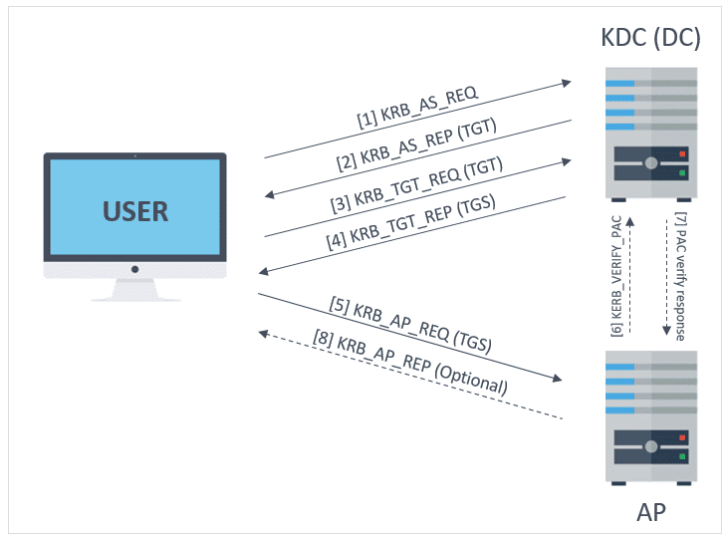 KDC (DC)
[1] KRB_AS_REQ
[2] KRB_AS_REP (TGT)
[3] KRB_TGT_REQ (TGT)
[4] KRB_TGT_REP (TGS)
USER
[5] KRB_AP_REQ (TGS)
[8] KRB_AP_REP (Optional)
[6] KERB_VERIFY_PAC
[7] PAC verify response
AP